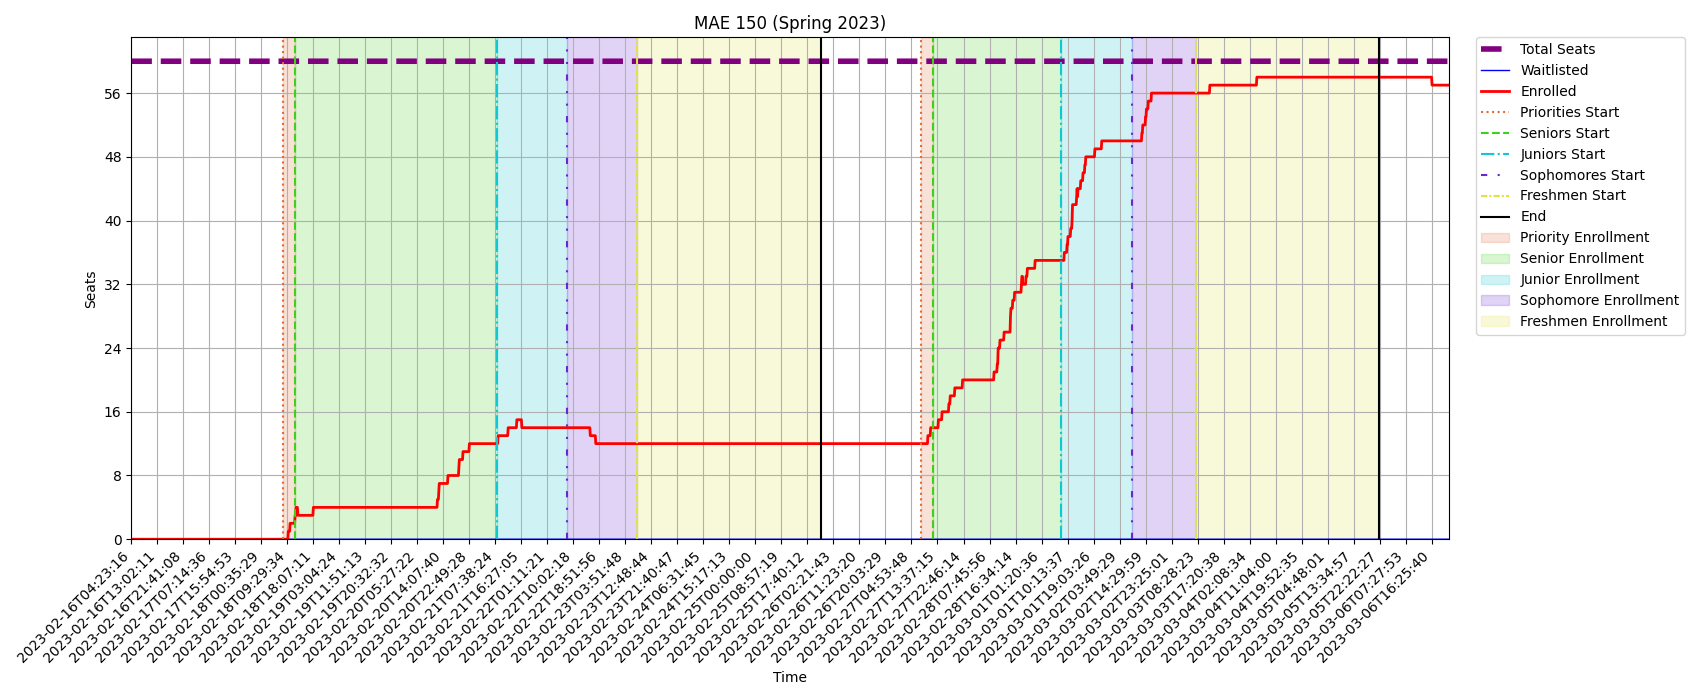 MAE 150 (Spring 2023)
Total Seats
Waitlisted
Enrolled
Priorities Start
Seniors Start
Juniors Start
Sophomores Start
Freshmen Start
End
Priority Enrollment
Senior Enrollment
Junior Enrollment
Sophomore Enrollment
Freshmen Enrollment
Seats
56
48
40
32
24
16
8
0
2023-02-16T04:23:16
2023-02-16T13:02:11
2023-02-16T21:41:08
2023-02-17T07:14:36
2023-02-17T15:54:53
2023-02-18T00:35:29
2023-02-18T09:29:34
2023-02-18T18:07:11
2023-02-19T03:04:24
2023-02-19T11:51:13
2023-02-19T20:32:32
2023-02-20T05:27:22
2023-02-20T14:07:40
2023-02-20T22:49:28
2023-02-21T07:38:24
2023-02-21T16:27:05
2023-02-22T01:11:21
2023-02-22T10:02:18
2023-02-22T18:51:56
2023-02-23T03:51:48
2023-02-23T12:48:44
2023-02-23T21:40:47
2023-02-24T06:31:45
2023-02-24T15:17:13
2023-02-25T00:00:00
2023-02-25T08:57:19
2023-02-25T17:40:12
2023-02-26T02:21:43
2023-02-26T11:23:20
2023-02-26T20:03:29
2023-02-27T04:53:48
2023-02-27T13:37:15
2023-02-27T22:46:14
2023-02-28T07:45:56
2023-02-28T16:34:14
2023-03-01T01:20:36
2023-03-01T10:13:37
2023-03-01T19:03:26
2023-03-02T03:49:29
2023-03-02T14:29:59
2023-03-02T23:25:01
2023-03-03T08:28:23
2023-03-03T17:20:38
2023-03-04T02:08:34
2023-03-04T11:04:00
2023-03-04T19:52:35
2023-03-05T04:48:01
2023-03-05T13:34:57
2023-03-05T22:22:27
2023-03-06T07:27:53
2023-03-06T16:25:40
Time